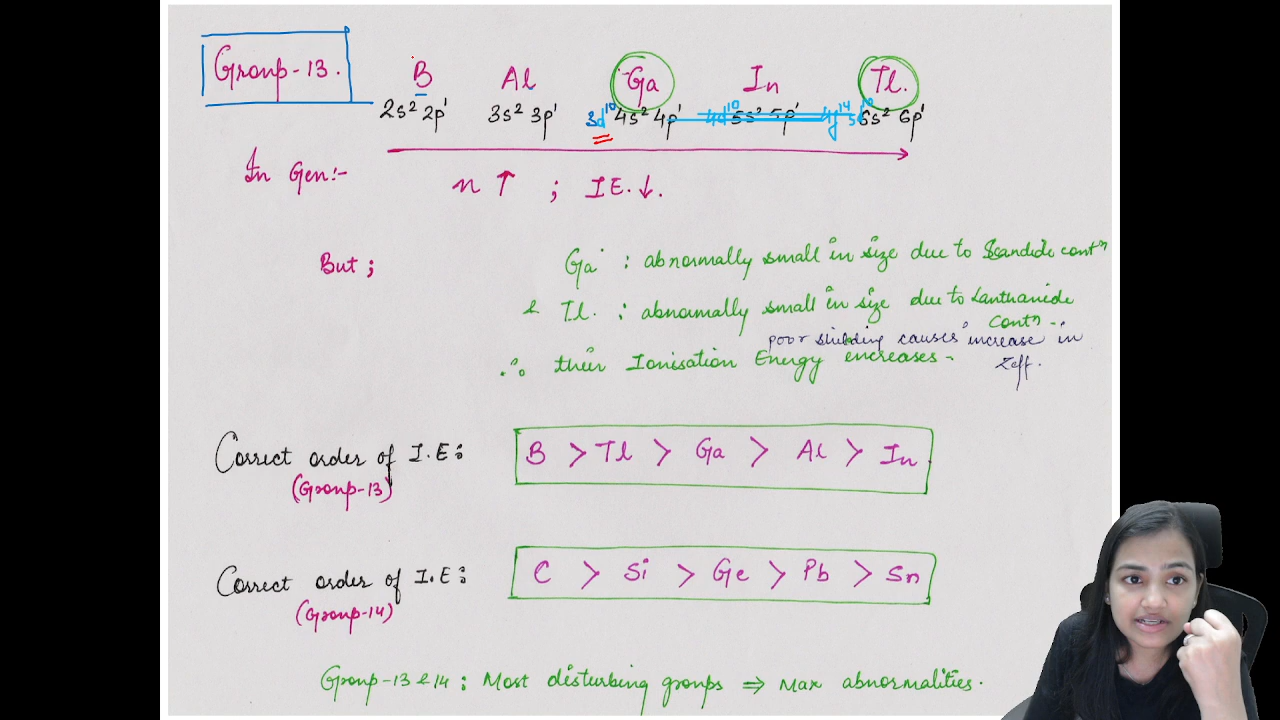 Group-13.
B Al Ga In Tl.
2s² 2p¹ 3s² 3p¹ 3d¹⁰ 4s² 4p¹ 4d¹⁰ 5s² 5p¹ 4f¹⁴ 5d¹⁰ 6s² 6p¹
In Gen:- n ↑ ; I E. ↓.
But ; Ga : abnormally small in size due to Scandide contⁿ
& Tl. : abnormally small in size due to Lanthanide
contⁿ -
poor shielding causes increase in
∴ their Ionisation Energy increases -
Zeff.
Correct order of I.E : B > Tl > Ga > Al > In
(Group-13)
Correct order of I.E : C > Si > Ge > Pb > Sn
(Group-14)
Group-13 & 14 : Most disturbing groups ⇒ Max abnormalities.